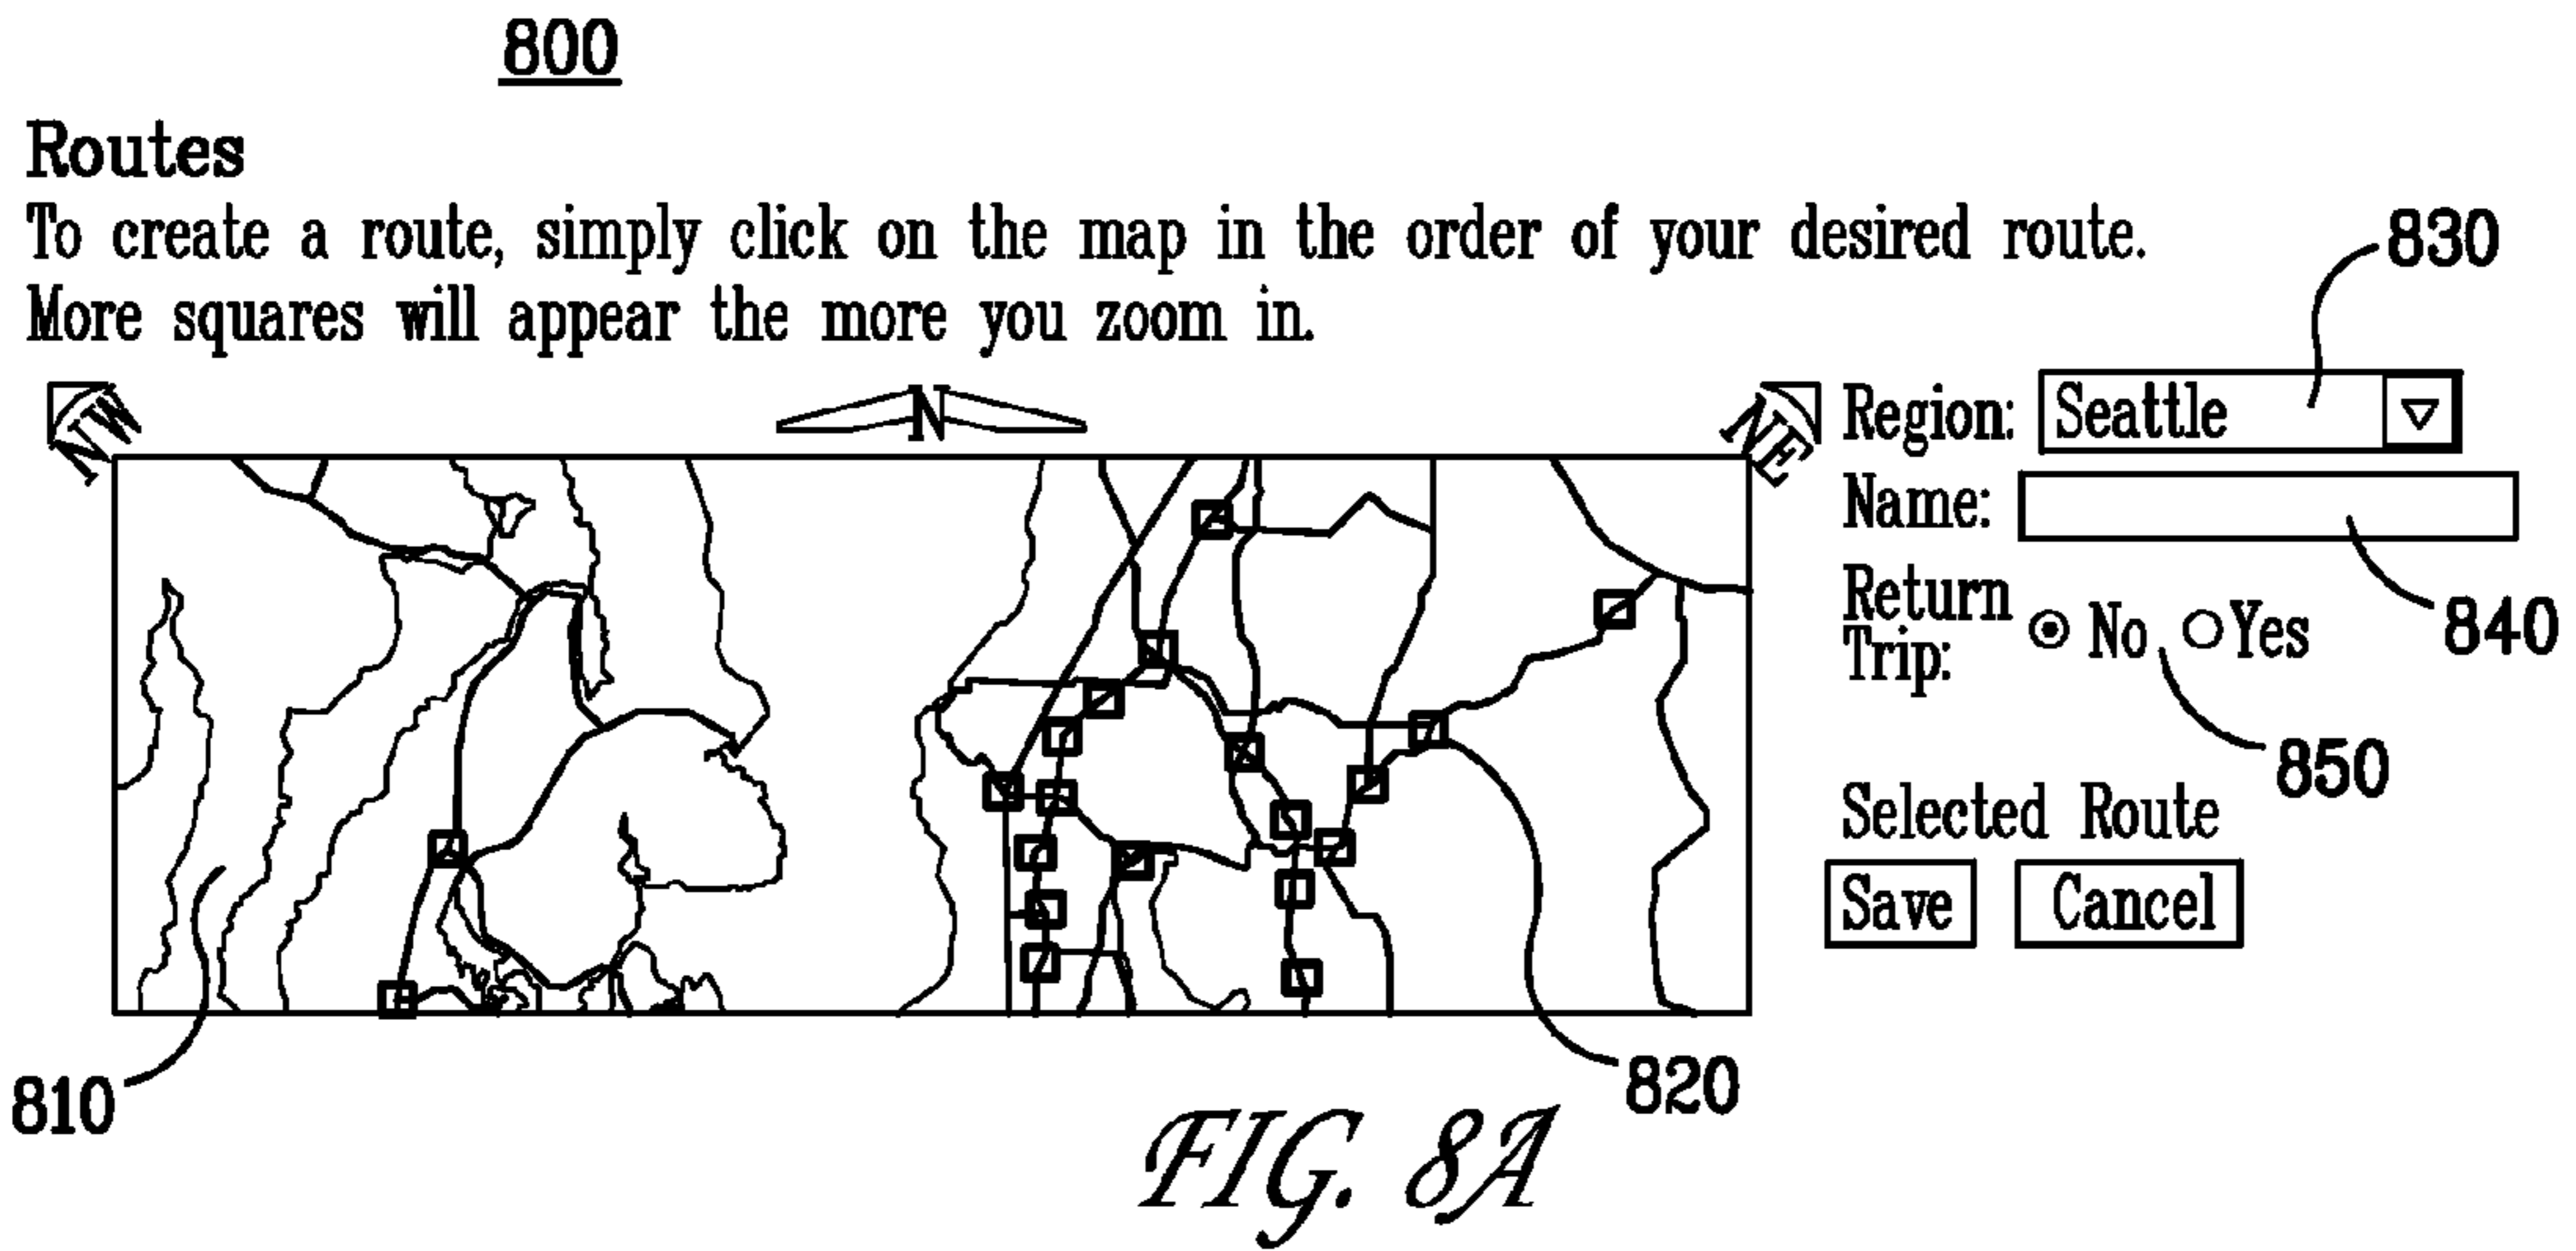 800
Routes
To create a route, simply click on the map in the order of your desired route.
More squares will appear the more you zoom in.
830
NW
N
NE
Region: Seattle
Name:
840
Return Trip: No Yes
850
Selected Route
Save Cancel
810
820
FIG. 8A